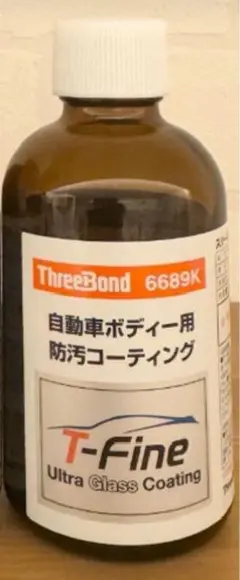 ThreeBond 6689K
自動車ボディー用
防汚コーティング
T-Fine
Ultra Glass Coating